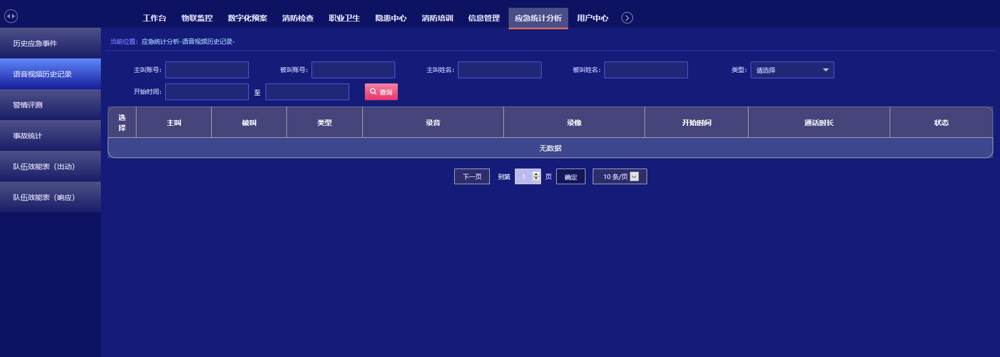 工作台 物联监控 数字化预案 消防检查 职业卫生 隐患中心 消防培训 信息管理 应急统计分析 用户中心
历史应急事件
语音视频历史记录
警情评测
事故统计
队伍效能表（出动）
队伍效能表（响应）
当前位置：应急统计分析-语音视频历史记录-
主叫账号： 被叫账号： 主叫姓名： 被叫姓名： 类型： 请选择
开始时间： 至 查询
选择 主叫 被叫 类型 录音 录像 开始时间 通话时长 状态
无数据
下一页 到第 1 页 确定 10 条/页